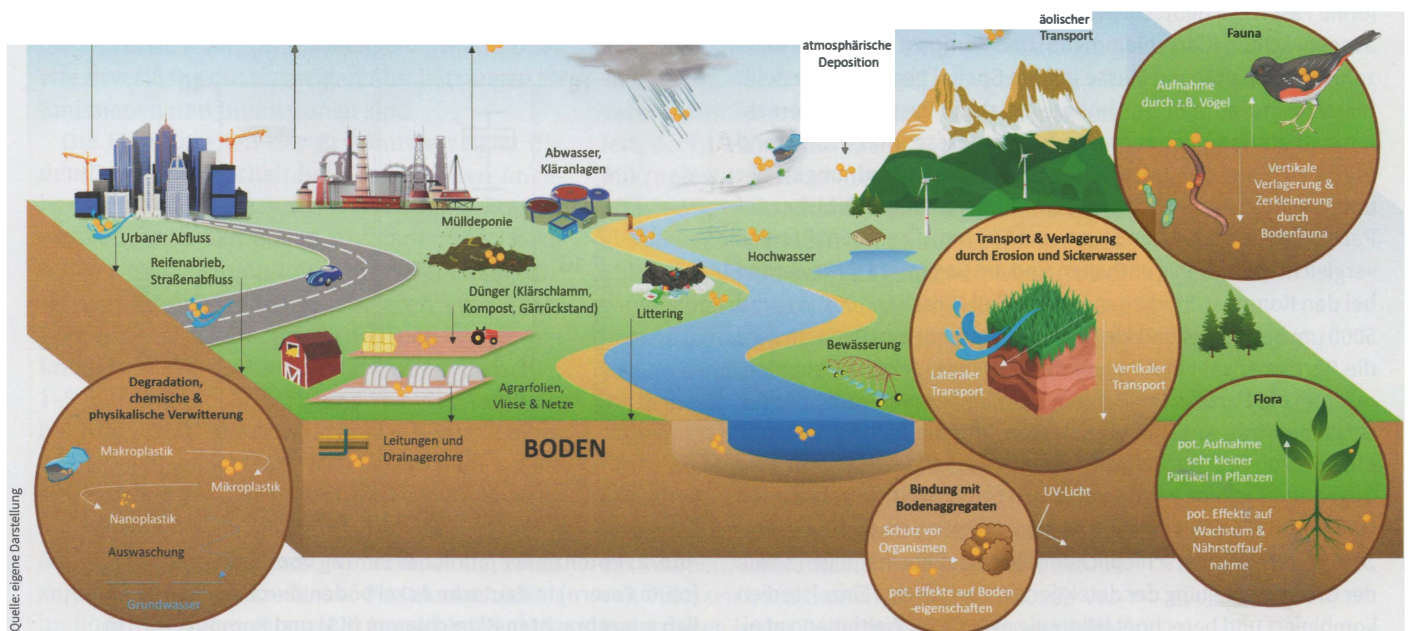 äolischer
Transport
atmosphärische
Deposition
Fauna
Aufnahme
durch z.B. Vögel
Vertikale
Verlagerung &
Zerkleinerung
durch
Bodenfauna
Abwasser,
Kläranlagen
Mülldeponie
Urbaner Abfluss
Reifenabrieb,
Straßenabfluss
Dünger (Klärschlamm,
Kompost, Gärrückstand)
Littering
Hochwasser
Bewässerung
Transport & Verlagerung
durch Erosion und Sickerwasser
Lateraler
Transport
Vertikaler
Transport
Agrarfolien,
Vliese & Netze
Leitungen und
Drainagerohre
BODEN
Degradation,
chemische &
physikalische Verwitterung
Makroplastik
Mikroplastik
Nanoplastik
Auswaschung
Grundwasser
Bindung mit
Bodenaggregaten
Schutz vor
Organismen
pot. Effekte auf Boden
-eigenschaften
UV-Licht
Flora
pot. Aufnahme
sehr kleiner
Partikel in Pflanzen
pot. Effekte auf
Wachstum &
Nährstoffauf-
nahme
Quelle: eigene Darstellung